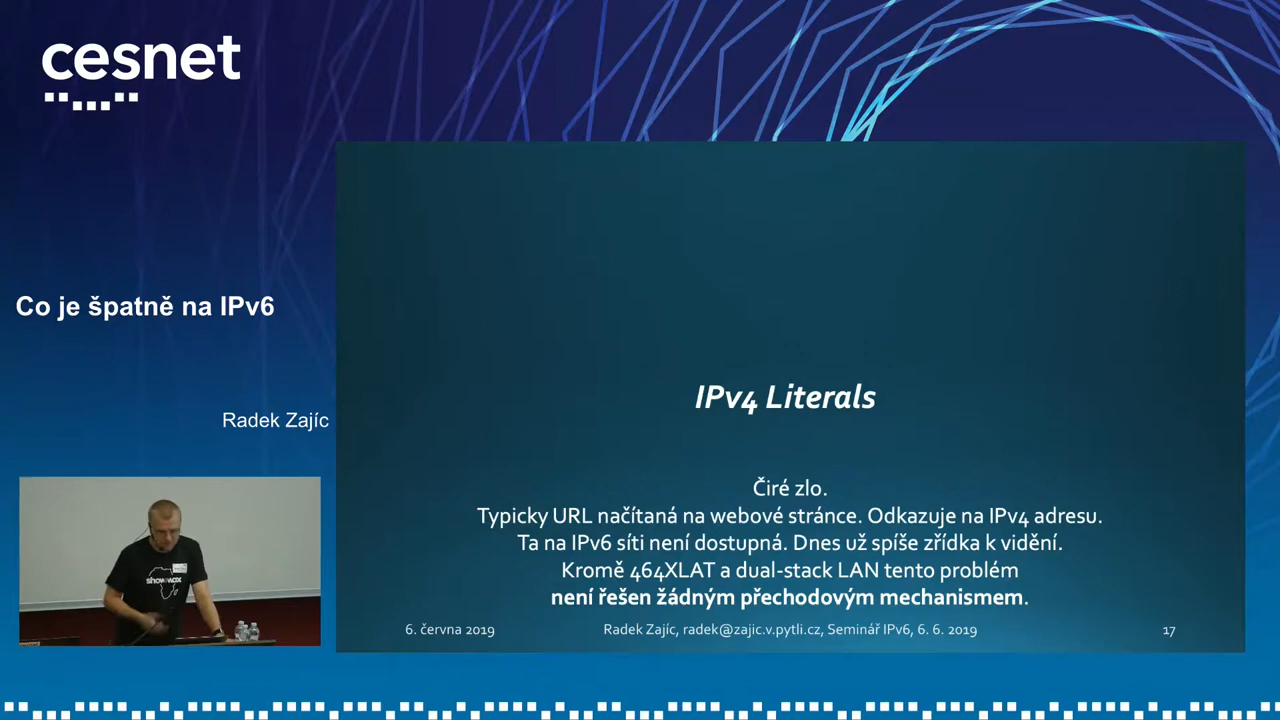 cesnet
Co je špatně na IPv6
Radek Zajíc
IPv4 Literals
Čiré zlo.
Typicky URL načítaná na webové stránce. Odkazuje na IPv4 adresu.
Ta na IPv6 síti není dostupná. Dnes už spíše zřídka k vidění.
Kromě 464XLAT a dual-stack LAN tento problém
není řešen žádným přechodovým mechanismem.
6. června 2019
Radek Zajíc, radek@zajic.v.pytli.cz, Seminář IPv6, 6. 6. 2019
17
showmax